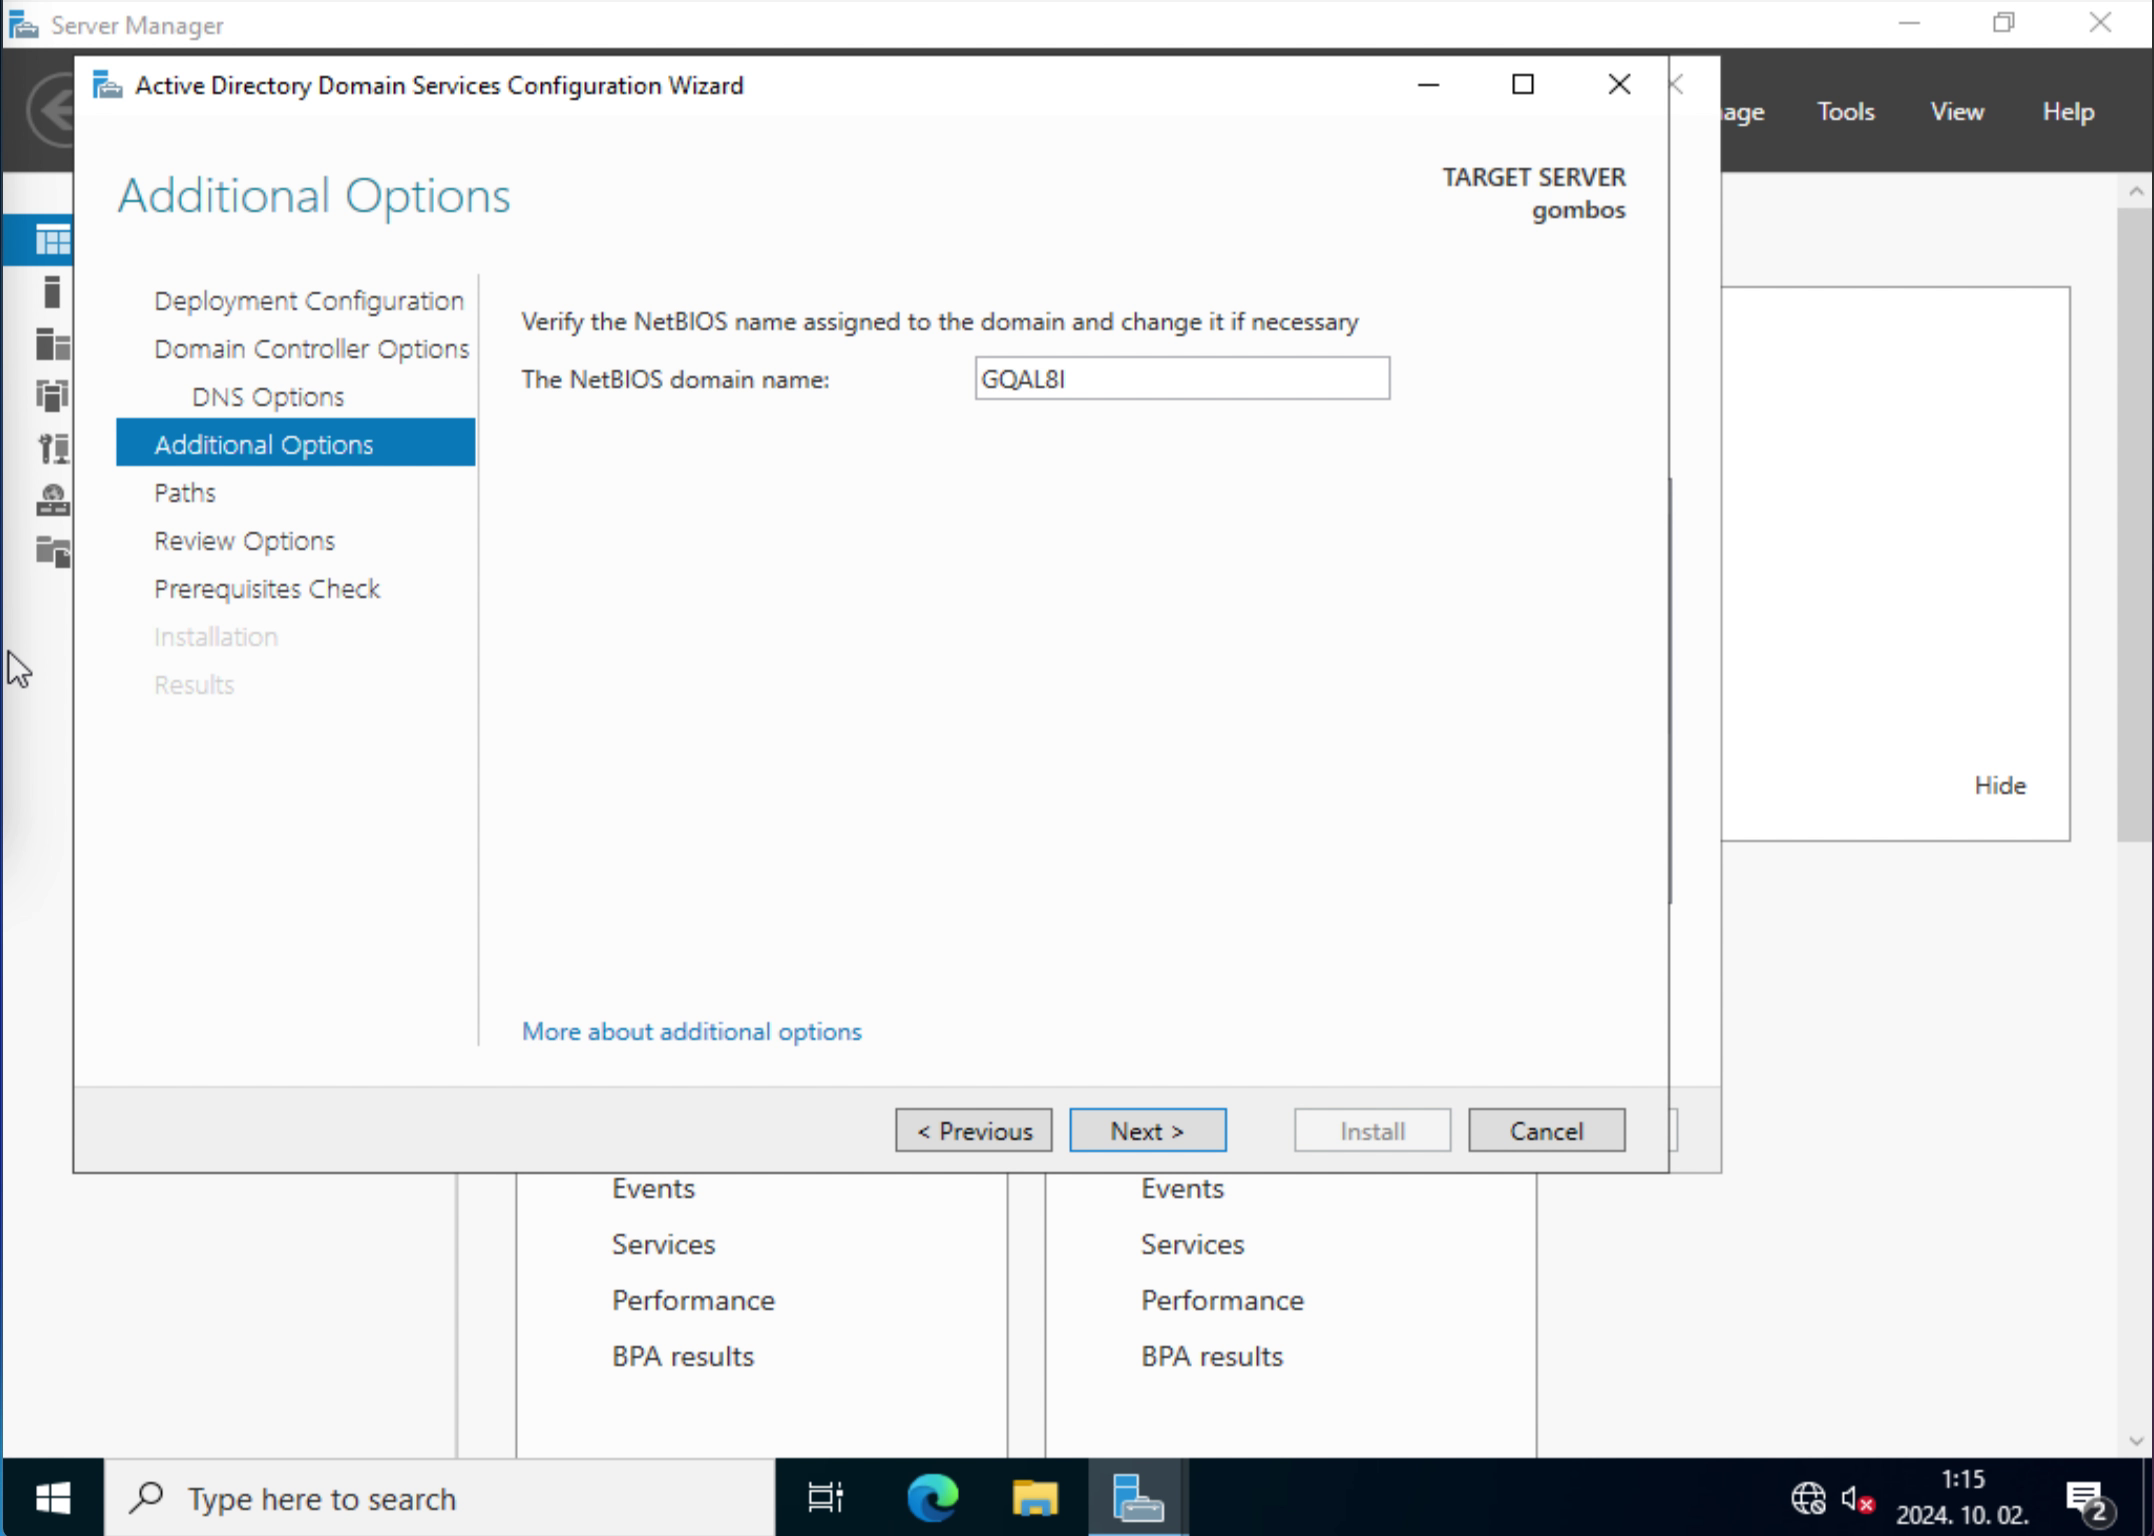 Server Manager
Active Directory Domain Services Configuration Wizard
Tools
View
Help
Additional Options
TARGET SERVER
gombos
Deployment Configuration
Domain Controller Options
DNS Options
Additional Options
Paths
Review Options
Prerequisites Check
Installation
Results
Verify the NetBIOS name assigned to the domain and change it if necessary
The NetBIOS domain name:
GQAL8I
Hide
More about additional options
< Previous
Next >
Install
Cancel
Events
Services
Performance
BPA results
Events
Services
Performance
BPA results
Type here to search
1:15
2024. 10. 02.
2